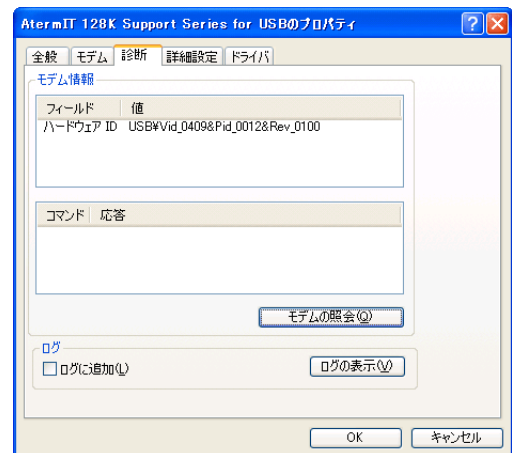 AtermIT 128K Support Series for USBのプロパティ
全般 モデム 診断 詳細設定 ドライバ
モデム情報
フィールド 値
ハードウェア ID USB¥Vid_0409&Pid_0012&Rev_0100
コマンド 応答
モデムの照会(Q)
ログ
ログに追加(L) ログの表示(V)
OK キャンセル